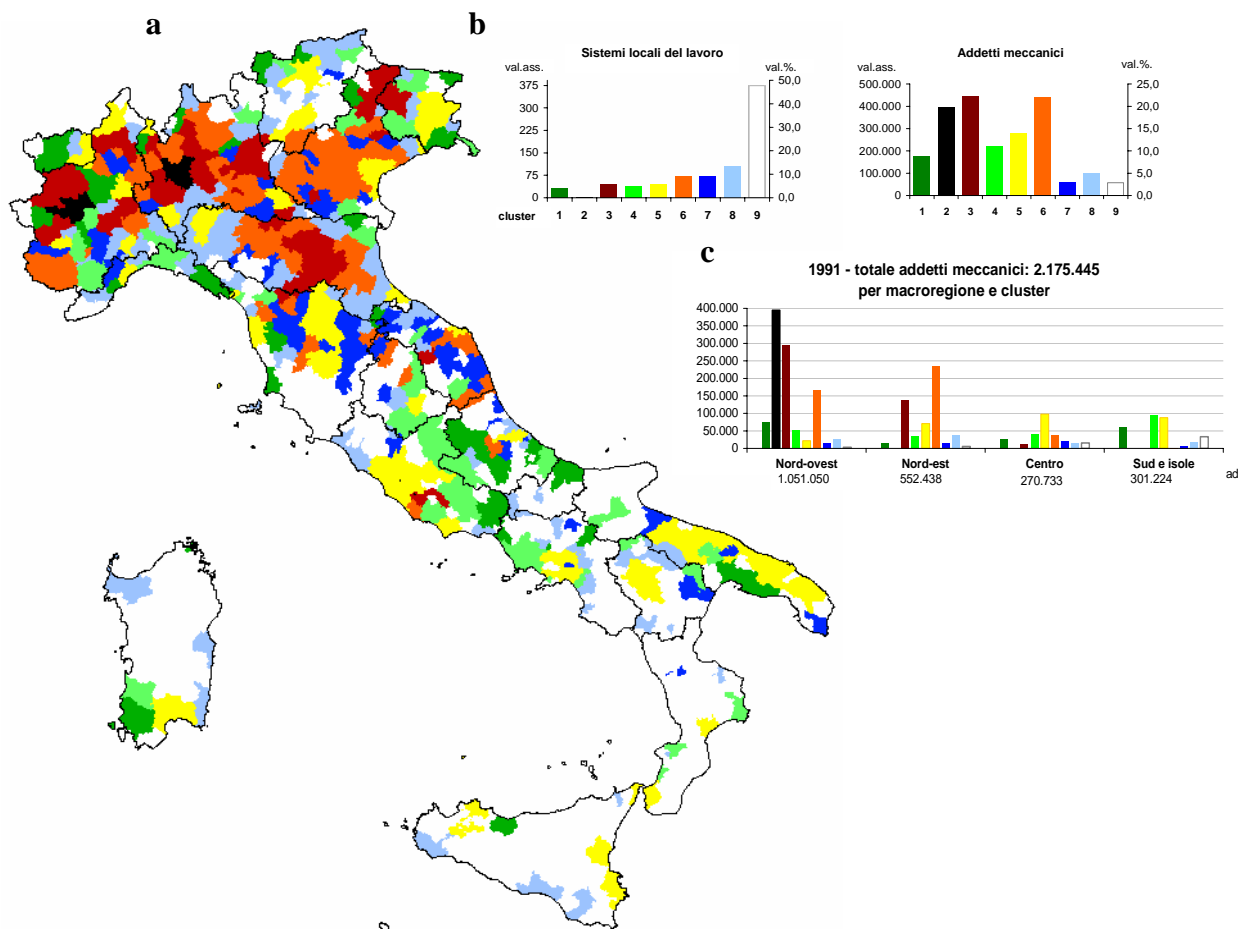 a
b
Sistemi locali del lavoro
val.ass.
val.%.
375
300
225
150
75
0
50,0
40,0
30,0
20,0
10,0
0,0
cluster 1 2 3 4 5 6 7 8 9
Addetti meccanici
val.ass.
val.%.
500.000
400.000
300.000
200.000
100.000
0
25,0
20,0
15,0
10,0
5,0
0,0
1 2 3 4 5 6 7 8 9
c
1991 - totale addetti meccanici: 2.175.445
per macroregione e cluster
400.000
350.000
300.000
250.000
200.000
150.000
100.000
50.000
0
Nord-ovest Nord-est Centro Sud e isole
1.051.050 552.438 270.733 301.224 ad